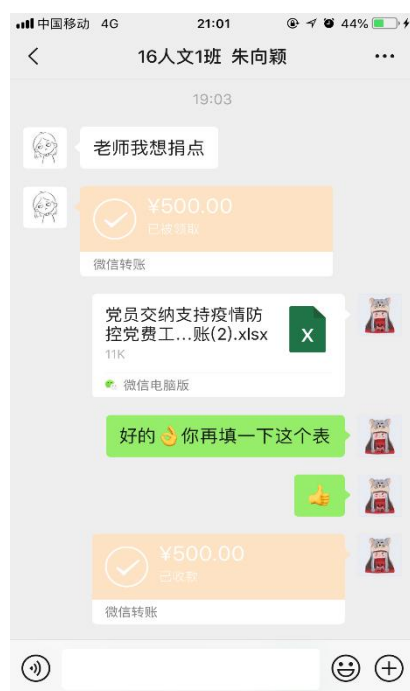 中国移动 4G 21:01 44%
16人文1班 朱向颖
19:03
老师我想捐点
¥500.00
已被领取
微信转账
党员交纳支持疫情防
控党费工...账(2).xlsx
11K
X
微信电脑版
好的👌你再填一下这个表
👍
¥500.00
已收款
微信转账